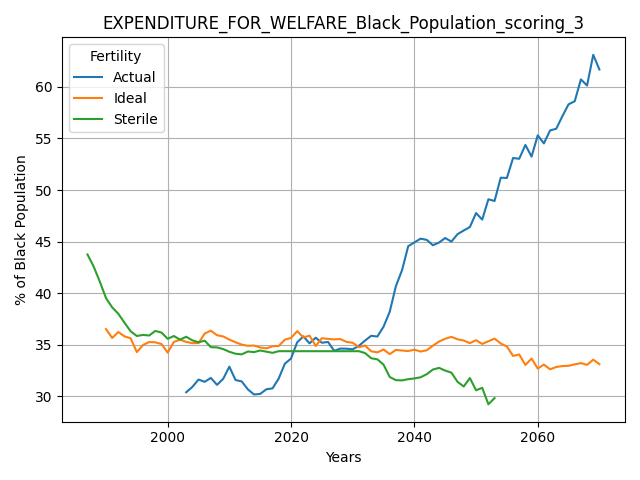 EXPENDITURE_FOR_WELFARE_Black_Population_scoring_3
Fertility
Actual
Ideal
Sterile
% of Black Population
60
55
50
45
40
35
30
2000
2020
2040
2060
Years